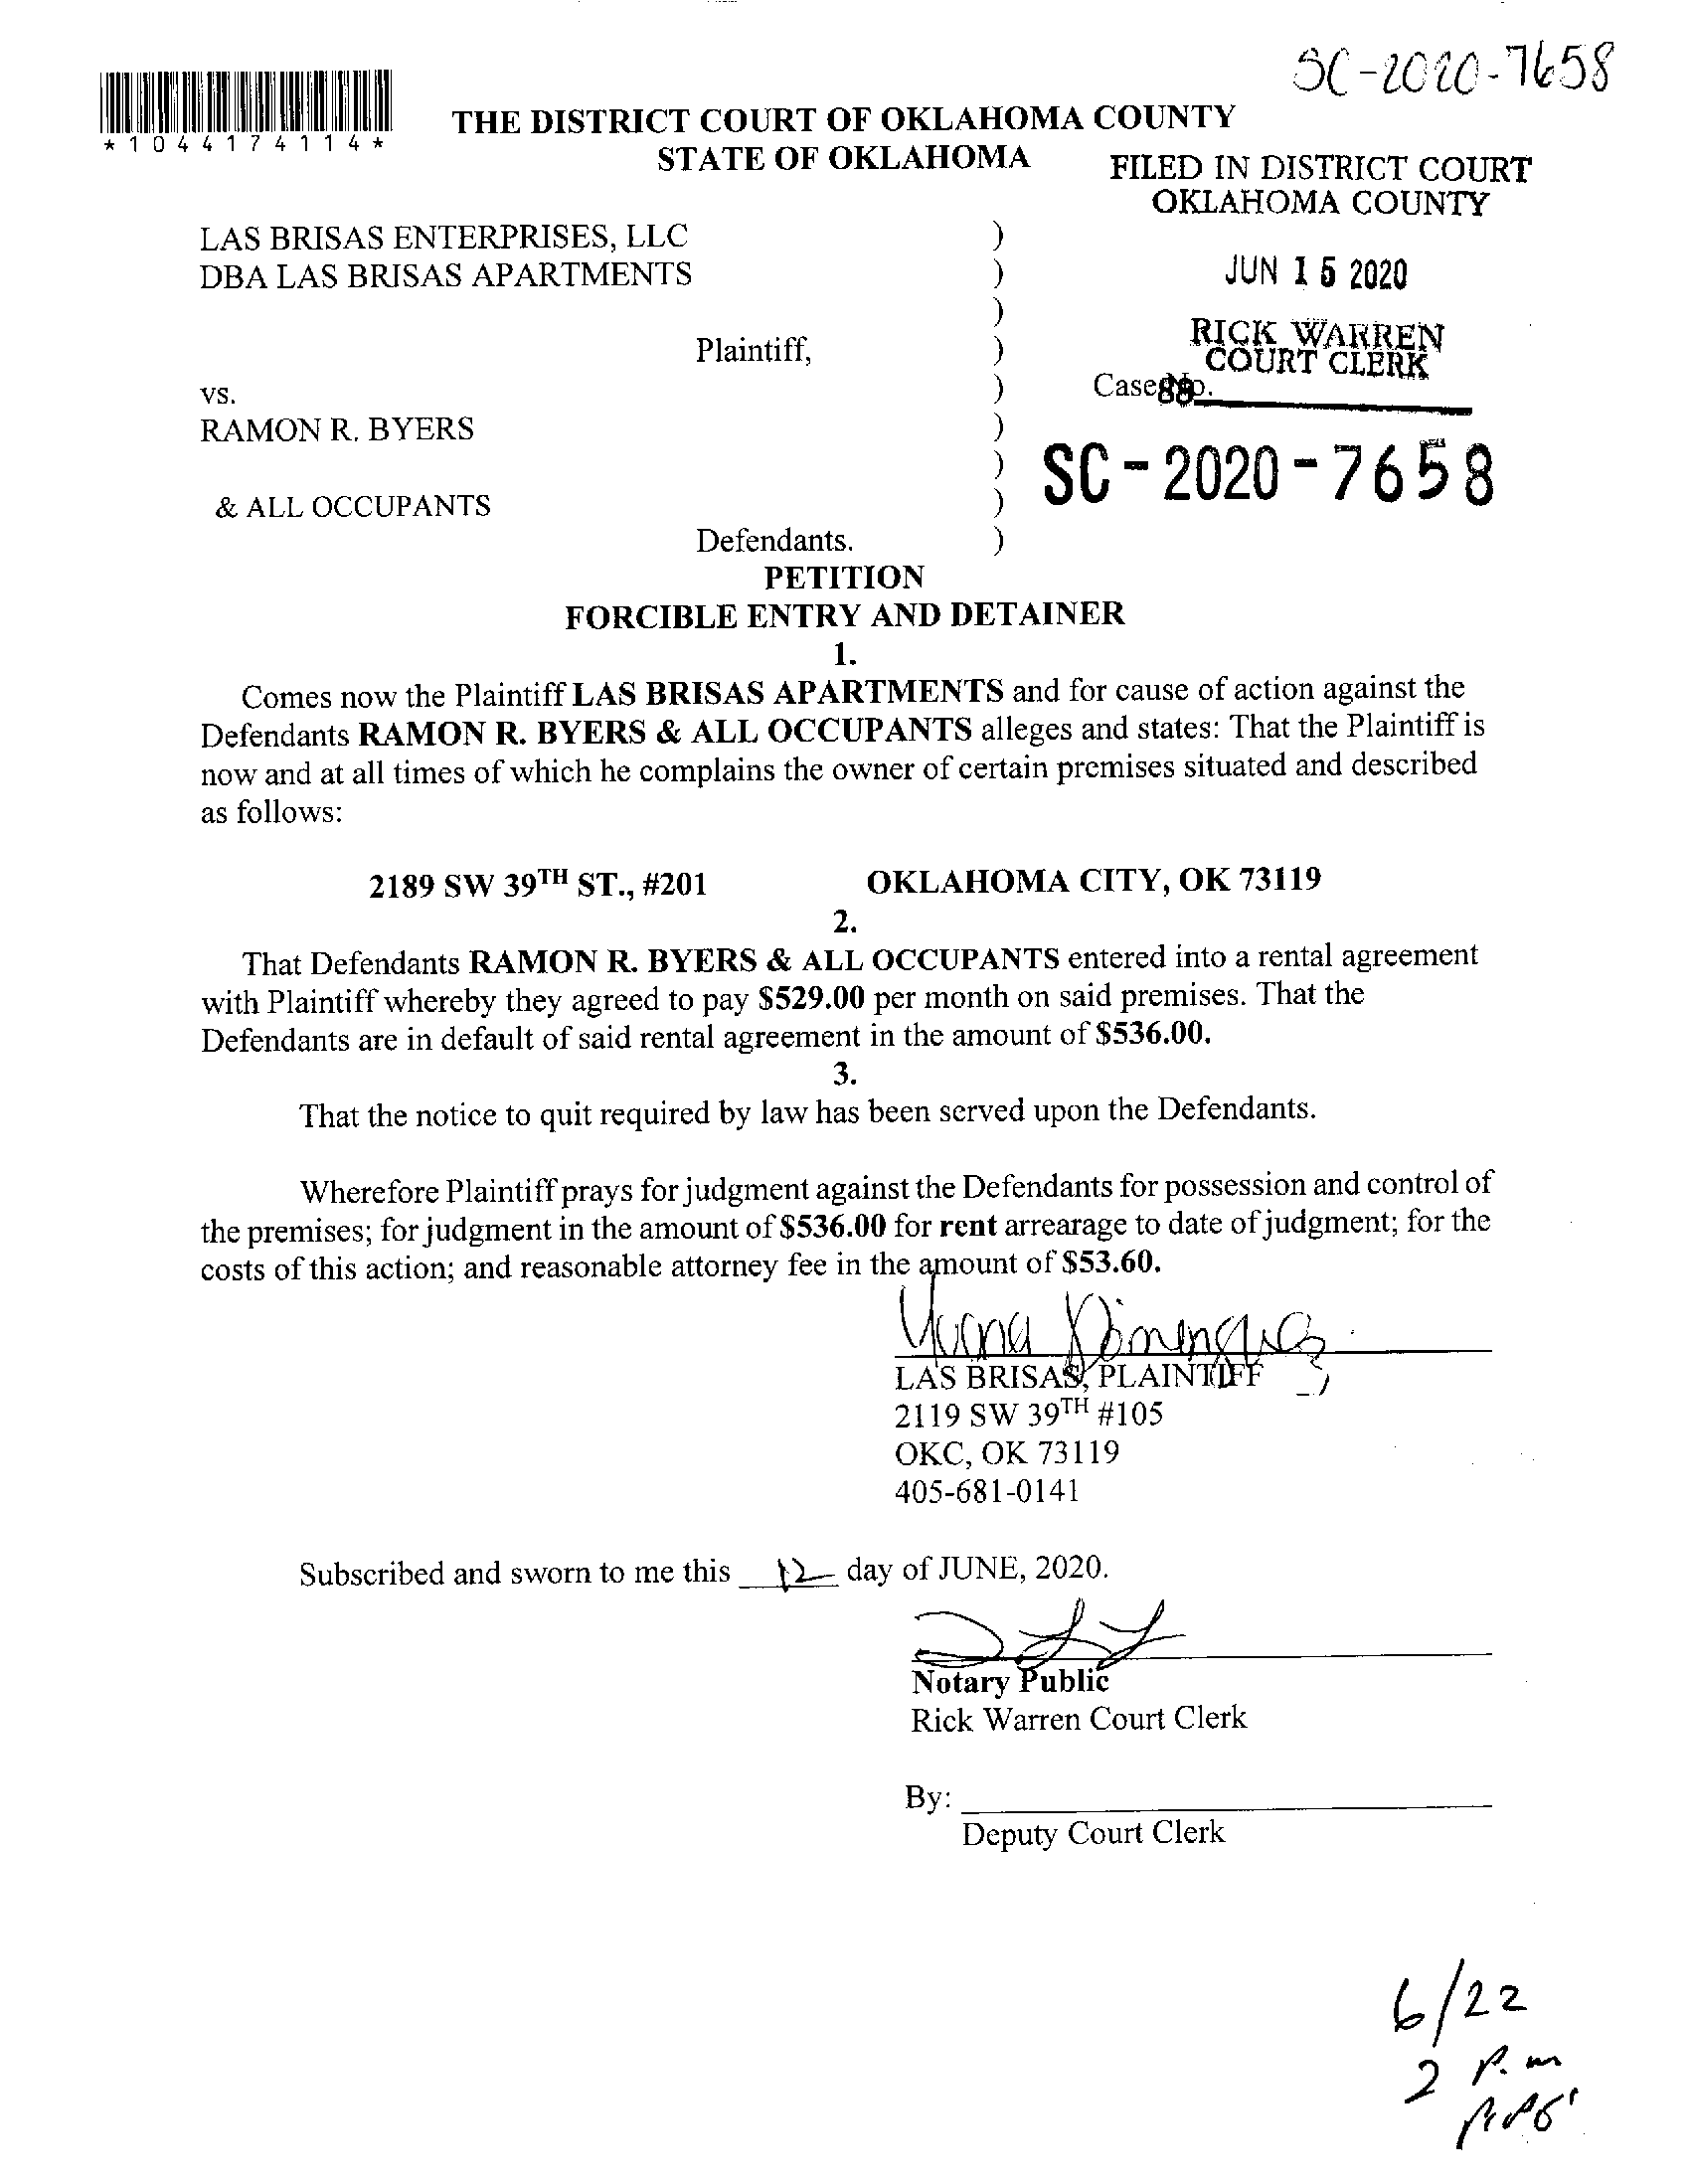 SC-2020-7658
*1044174114*
THE DISTRICT COURT OF OKLAHOMA COUNTY
STATE OF OKLAHOMA
FILED IN DISTRICT COURT
OKLAHOMA COUNTY
LAS BRISAS ENTERPRISES, LLC )
DBA LAS BRISAS APARTMENTS )
JUN 15 2020
)
Plaintiff, )
RICK WARREN
COURT CLERK
vs. )
Case No.
88
RAMON R. BYERS )
)
SC-2020-7658
& ALL OCCUPANTS )
Defendants. )
PETITION
FORCIBLE ENTRY AND DETAINER
1.
Comes now the Plaintiff LAS BRISAS APARTMENTS and for cause of action against the
Defendants RAMON R. BYERS & ALL OCCUPANTS alleges and states: That the Plaintiff is
now and at all times of which he complains the owner of certain premises situated and described
as follows:
2189 SW 39TH ST., #201 OKLAHOMA CITY, OK 73119
2.
That Defendants RAMON R. BYERS & ALL OCCUPANTS entered into a rental agreement
with Plaintiff whereby they agreed to pay $529.00 per month on said premises. That the
Defendants are in default of said rental agreement in the amount of $536.00.
3.
That the notice to quit required by law has been served upon the Defendants.
Wherefore Plaintiff prays for judgment against the Defendants for possession and control of
the premises; for judgment in the amount of $536.00 for rent arrearage to date of judgment; for the
costs of this action; and reasonable attorney fee in the amount of $53.60.
LAS BRISAS, PLAINTIFF
2119 SW 39TH #105
OKC, OK 73119
405-681-0141
Subscribed and sworn to me this 12 day of JUNE, 2020.
Notary Public
Rick Warren Court Clerk
By:
Deputy Court Clerk
6/22
2 p.m